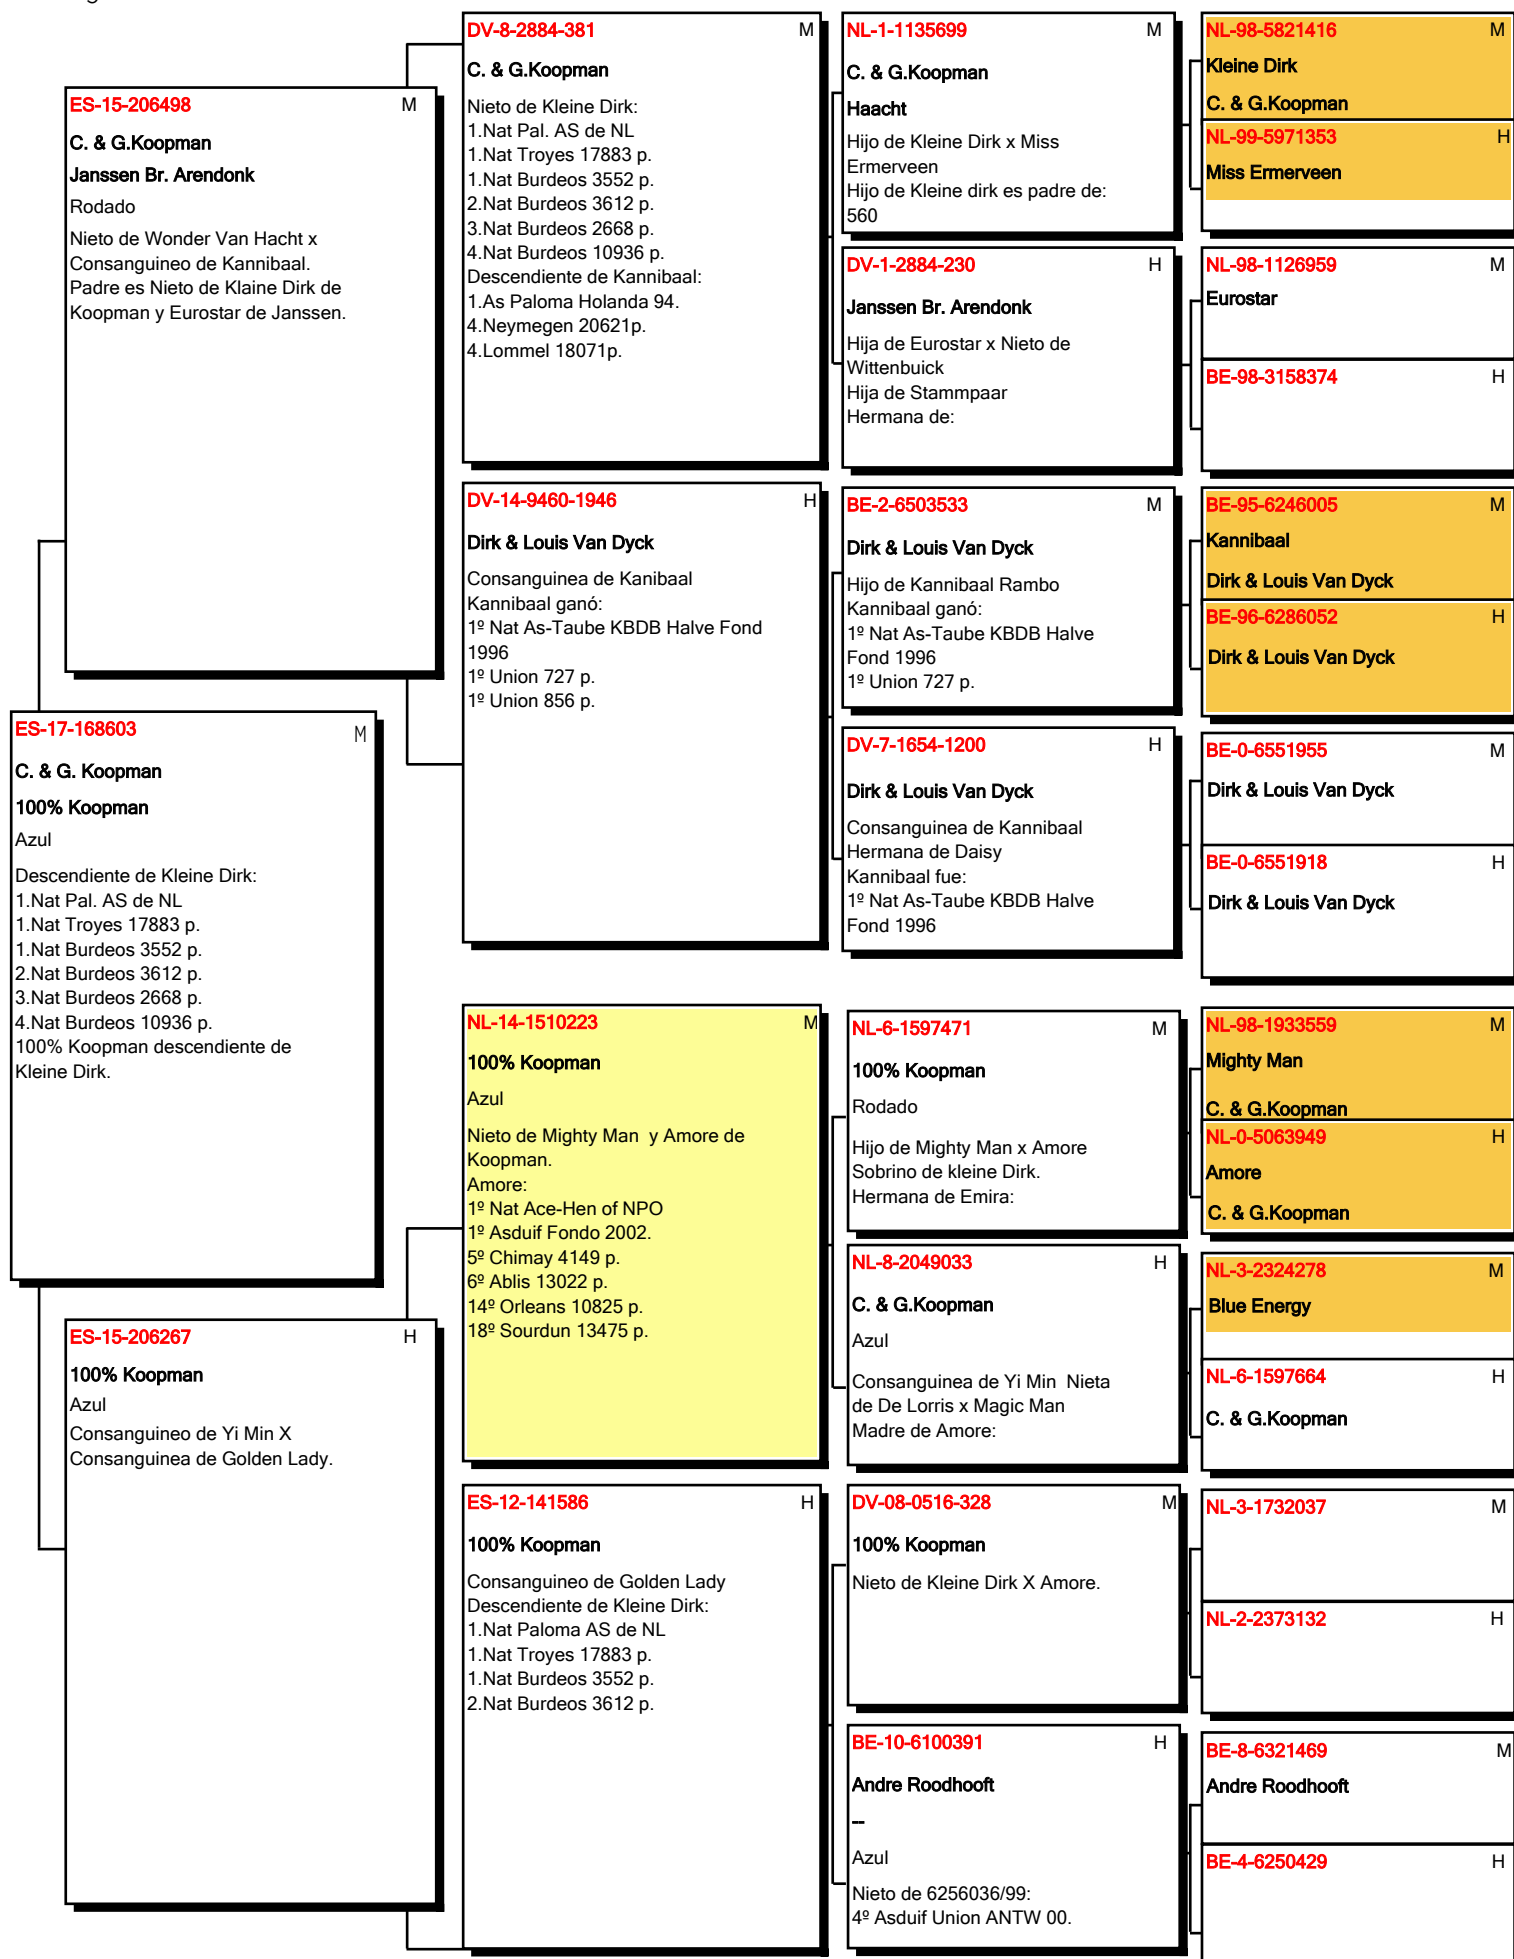 ES-17-168603 M
C. & G. Koopman
100% Koopman
Azul
Descendiente de Kleine Dirk:
1.Nat Pal. AS de NL
1.Nat Troyes 17883 p.
1.Nat Burdeos 3552 p.
2.Nat Burdeos 3612 p.
3.Nat Burdeos 2668 p.
4.Nat Burdeos 10936 p.
100% Koopman descendiente de
Kleine Dirk.
ES-15-206498 M
C. & G.Koopman
Janssen Br. Arendonk
Rodado
Nieto de Wonder Van Hacht x
Consanguineo de Kannibaal.
Padre es Nieto de Klaine Dirk de
Koopman y Eurostar de Janssen.
ES-15-206267 H
100% Koopman
Azul
Consanguineo de Yi Min X
Consanguinea de Golden Lady.
DV-8-2884-381 M
C. & G.Koopman
Nieto de Kleine Dirk:
1.Nat Pal. AS de NL
1.Nat Troyes 17883 p.
1.Nat Burdeos 3552 p.
2.Nat Burdeos 3612 p.
3.Nat Burdeos 2668 p.
4.Nat Burdeos 10936 p.
Descendiente de Kannibaal:
1.As Paloma Holanda 94.
4.Neymegen 20621p.
4.Lommel 18071p.
DV-14-9460-1946 H
Dirk & Louis Van Dyck
Consanguinea de Kanibaal
Kannibaal ganó:
1º Nat As-Taube KBDB Halve Fond
1996
1º Union 727 p.
1º Union 856 p.
NL-14-1510223 M
100% Koopman
Azul
Nieto de Mighty Man y Amore de
Koopman.
Amore:
1º Nat Ace-Hen of NPO
1º Asduif Fondo 2002.
5º Chimay 4149 p.
6º Ablis 13022 p.
14º Orleans 10825 p.
18º Sourdun 13475 p.
ES-12-141586 H
100% Koopman
Consanguineo de Golden Lady
Descendiente de Kleine Dirk:
1.Nat Paloma AS de NL
1.Nat Troyes 17883 p.
1.Nat Burdeos 3552 p.
2.Nat Burdeos 3612 p.
NL-1-1135699 M
C. & G.Koopman
Haacht
Hijo de Kleine Dirk x Miss
Ermerveen
Hijo de Kleine dirk es padre de:
560
DV-1-2884-230 H
Janssen Br. Arendonk
Hija de Eurostar x Nieto de
Wittenbuick
Hija de Stammpaar
Hermana de:
BE-2-6503533 M
Dirk & Louis Van Dyck
Hijo de Kannibaal Rambo
Kannibaal ganó:
1º Nat As-Taube KBDB Halve
Fond 1996
1º Union 727 p.
DV-7-1654-1200 H
Dirk & Louis Van Dyck
Consanguinea de Kannibaal
Hermana de Daisy
Kannibaal fue:
1º Nat As-Taube KBDB Halve
Fond 1996
NL-6-1597471 M
100% Koopman
Rodado
Hijo de Mighty Man x Amore
Sobrino de kleine Dirk.
Hermana de Emira:
NL-8-2049033 H
C. & G.Koopman
Azul
Consanguinea de Yi Min Nieta
de De Lorris x Magic Man
Madre de Amore:
DV-08-0516-328 M
100% Koopman
Nieto de Kleine Dirk X Amore.
BE-10-6100391 H
Andre Roodhooft
--
Azul
Nieto de 6256036/99:
4º Asduif Union ANTW 00.
NL-98-5821416 M
Kleine Dirk
C. & G.Koopman
NL-99-5971353 H
Miss Ermerveen
NL-98-1126959 M
Eurostar
BE-98-3158374 H
BE-95-6246005 M
Kannibaal
Dirk & Louis Van Dyck
BE-96-6286052 H
Dirk & Louis Van Dyck
BE-0-6551955 M
Dirk & Louis Van Dyck
BE-0-6551918 H
Dirk & Louis Van Dyck
NL-98-1933559 M
Mighty Man
C. & G.Koopman
NL-0-5063949 H
Amore
C. & G.Koopman
NL-3-2324278 M
Blue Energy
NL-6-1597664 H
C. & G.Koopman
NL-3-1732037 M
NL-2-2373132 H
BE-8-6321469 M
Andre Roodhooft
BE-4-6250429 H